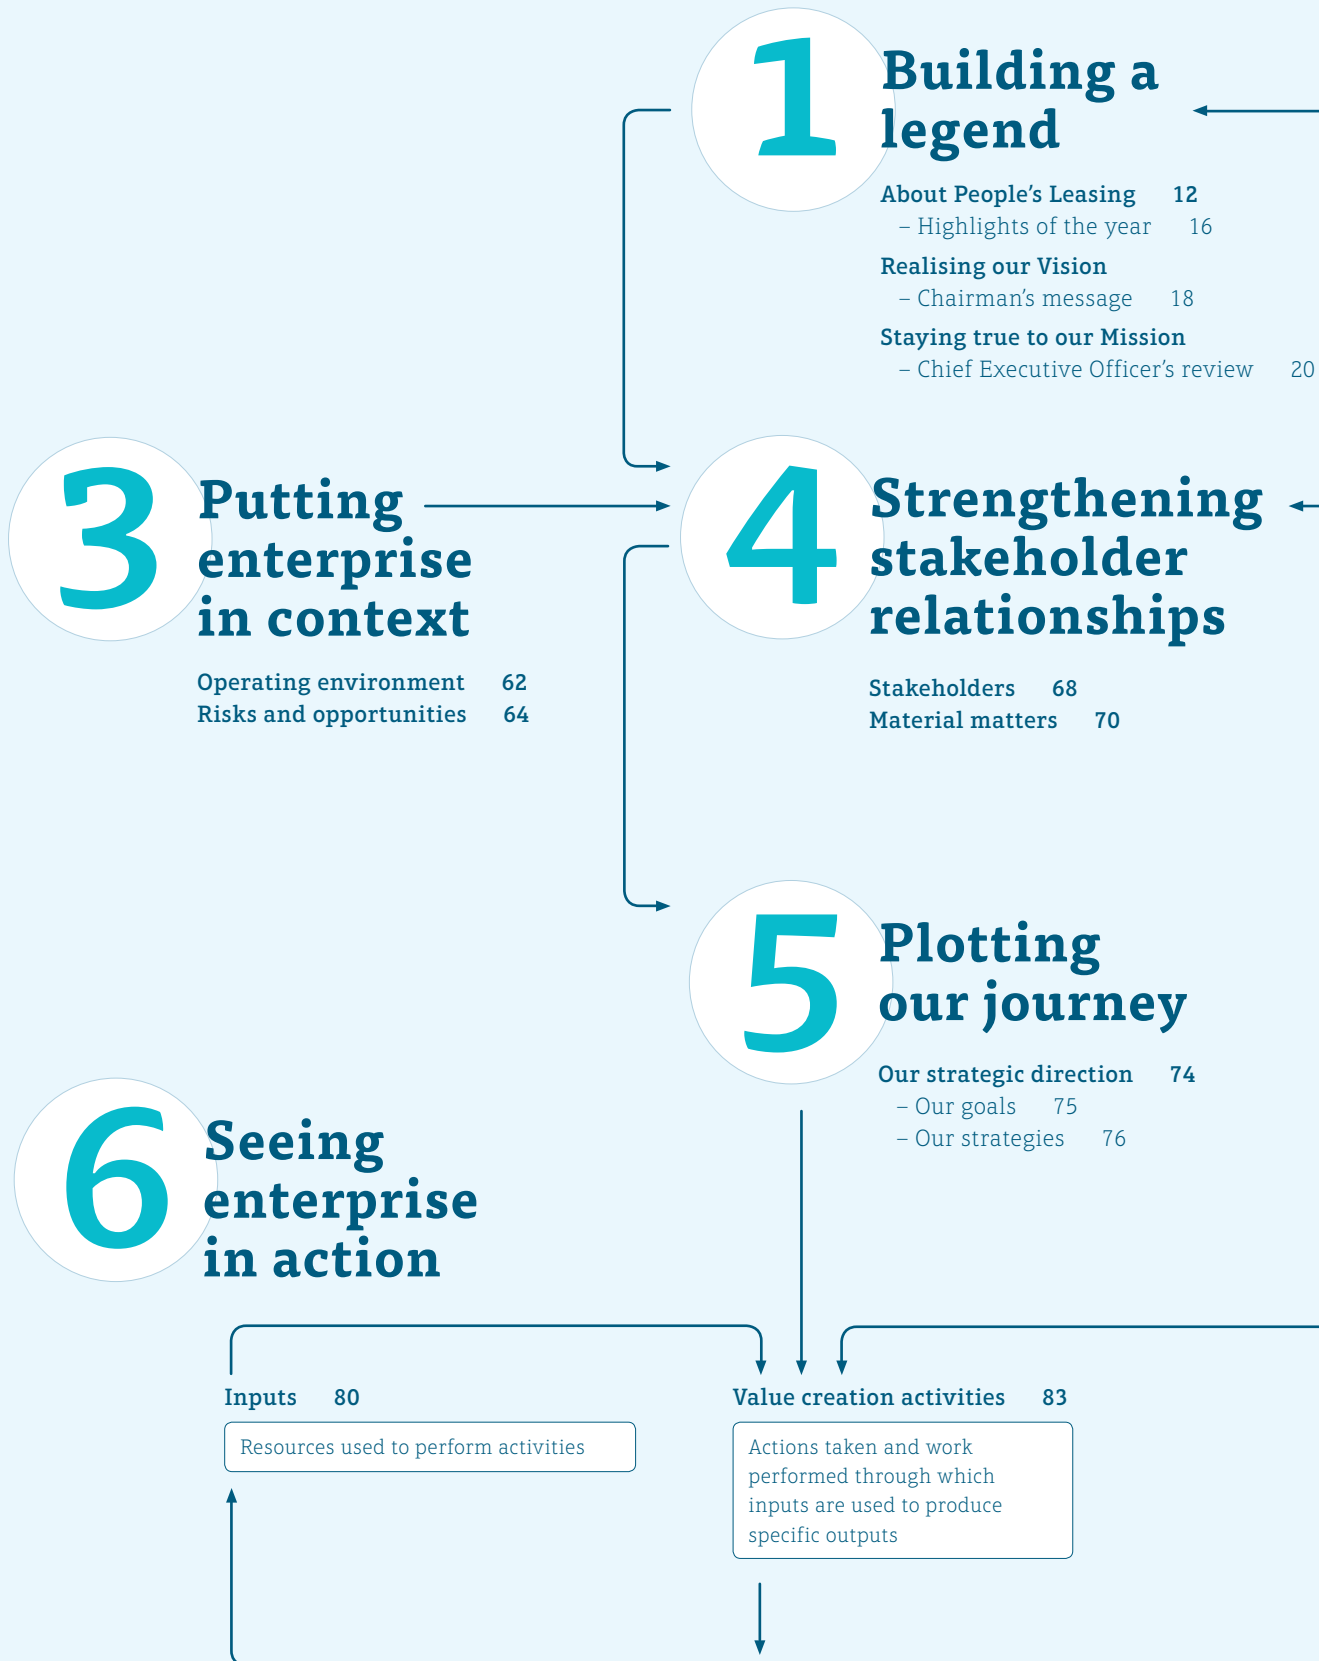 1
Building a
legend
About People's Leasing 12
– Highlights of the year 16
Realising our Vision
– Chairman's message 18
Staying true to our Mission
– Chief Executive Officer's review 20
3
Putting
enterprise
in context
Operating environment 62
Risks and opportunities 64
4
Strengthening
stakeholder
relationships
Stakeholders 68
Material matters 70
5
Plotting
our journey
Our strategic direction 74
– Our goals 75
– Our strategies 76
6
Seeing
enterprise
in action
Inputs 80
Resources used to perform activities
Value creation activities 83
Actions taken and work
performed through which
inputs are used to produce
specific outputs